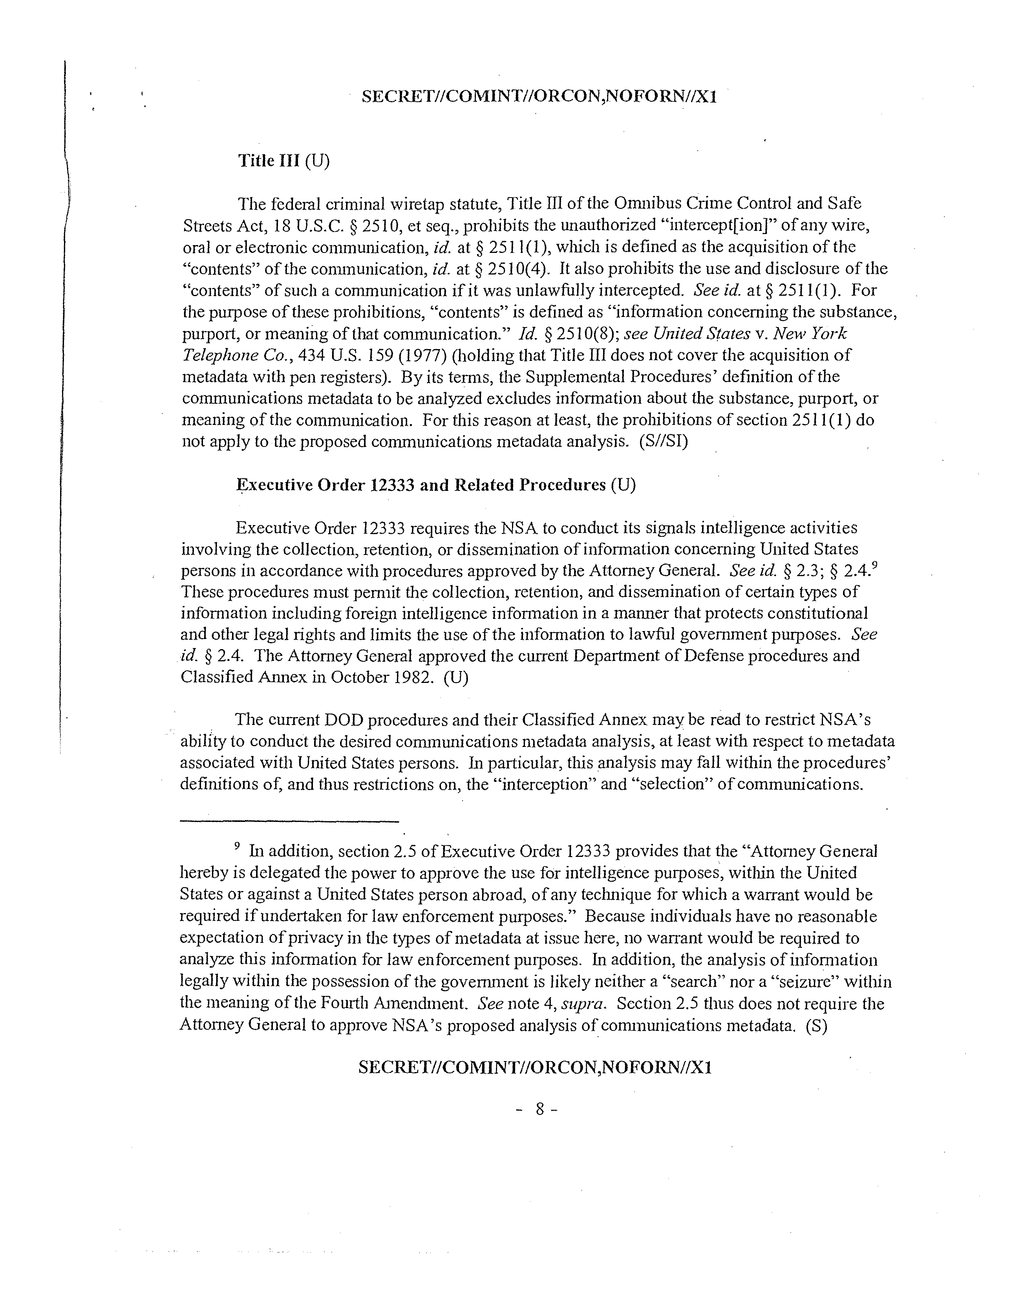 SECRET//COMINT//ORCON,NOFORN//X1
Title III (U)
The federal criminal wiretap statute, Title III of the Omnibus Crime Control and Safe
Streets Act, 18 U.S.C. § 2510, et seq., prohibits the unauthorized “intercept[ion]” of any wire,
oral or electronic communication, id. at § 2511(1), which is defined as the acquisition of the
“contents” of the communication, id. at § 2510(4). It also prohibits the use and disclosure of the
“contents” of such a communication if it was unlawfully intercepted. See id. at § 2511(1). For
the purpose of these prohibitions, “contents” is defined as “information concerning the substance,
purport, or meaning of that communication.” Id. § 2510(8); see United States v. New York
Telephone Co., 434 U.S. 159 (1977) (holding that Title III does not cover the acquisition of
metadata with pen registers). By its terms, the Supplemental Procedures’ definition of the
communications metadata to be analyzed excludes information about the substance, purport, or
meaning of the communication. For this reason at least, the prohibitions of section 2511(1) do
not apply to the proposed communications metadata analysis. (S//SI)
Executive Order 12333 and Related Procedures (U)
Executive Order 12333 requires the NSA to conduct its signals intelligence activities
involving the collection, retention, or dissemination of information concerning United States
persons in accordance with procedures approved by the Attorney General. See id. § 2.3; § 2.4.9
These procedures must permit the collection, retention, and dissemination of certain types of
information including foreign intelligence information in a manner that protects constitutional
and other legal rights and limits the use of the information to lawful government purposes. See
id. § 2.4. The Attorney General approved the current Department of Defense procedures and
Classified Annex in October 1982. (U)
The current DOD procedures and their Classified Annex may be read to restrict NSA’s
ability to conduct the desired communications metadata analysis, at least with respect to metadata
associated with United States persons. In particular, this analysis may fall within the procedures’
definitions of, and thus restrictions on, the “interception” and “selection” of communications.
9 In addition, section 2.5 of Executive Order 12333 provides that the “Attorney General
hereby is delegated the power to approve the use for intelligence purposes, within the United
States or against a United States person abroad, of any technique for which a warrant would be
required if undertaken for law enforcement purposes.” Because individuals have no reasonable
expectation of privacy in the types of metadata at issue here, no warrant would be required to
analyze this information for law enforcement purposes. In addition, the analysis of information
legally within the possession of the government is likely neither a “search” nor a “seizure” within
the meaning of the Fourth Amendment. See note 4, supra. Section 2.5 thus does not require the
Attorney General to approve NSA’s proposed analysis of communications metadata. (S)
SECRET//COMINT//ORCON,NOFORN//X1
- 8 -